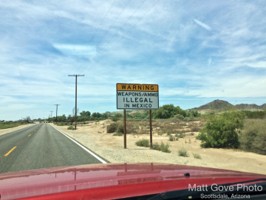 WARNING
WEAPONS/AMMO
ILLEGAL
IN MEXICO
Matt Gove Photo
Scottsdale, Arizona